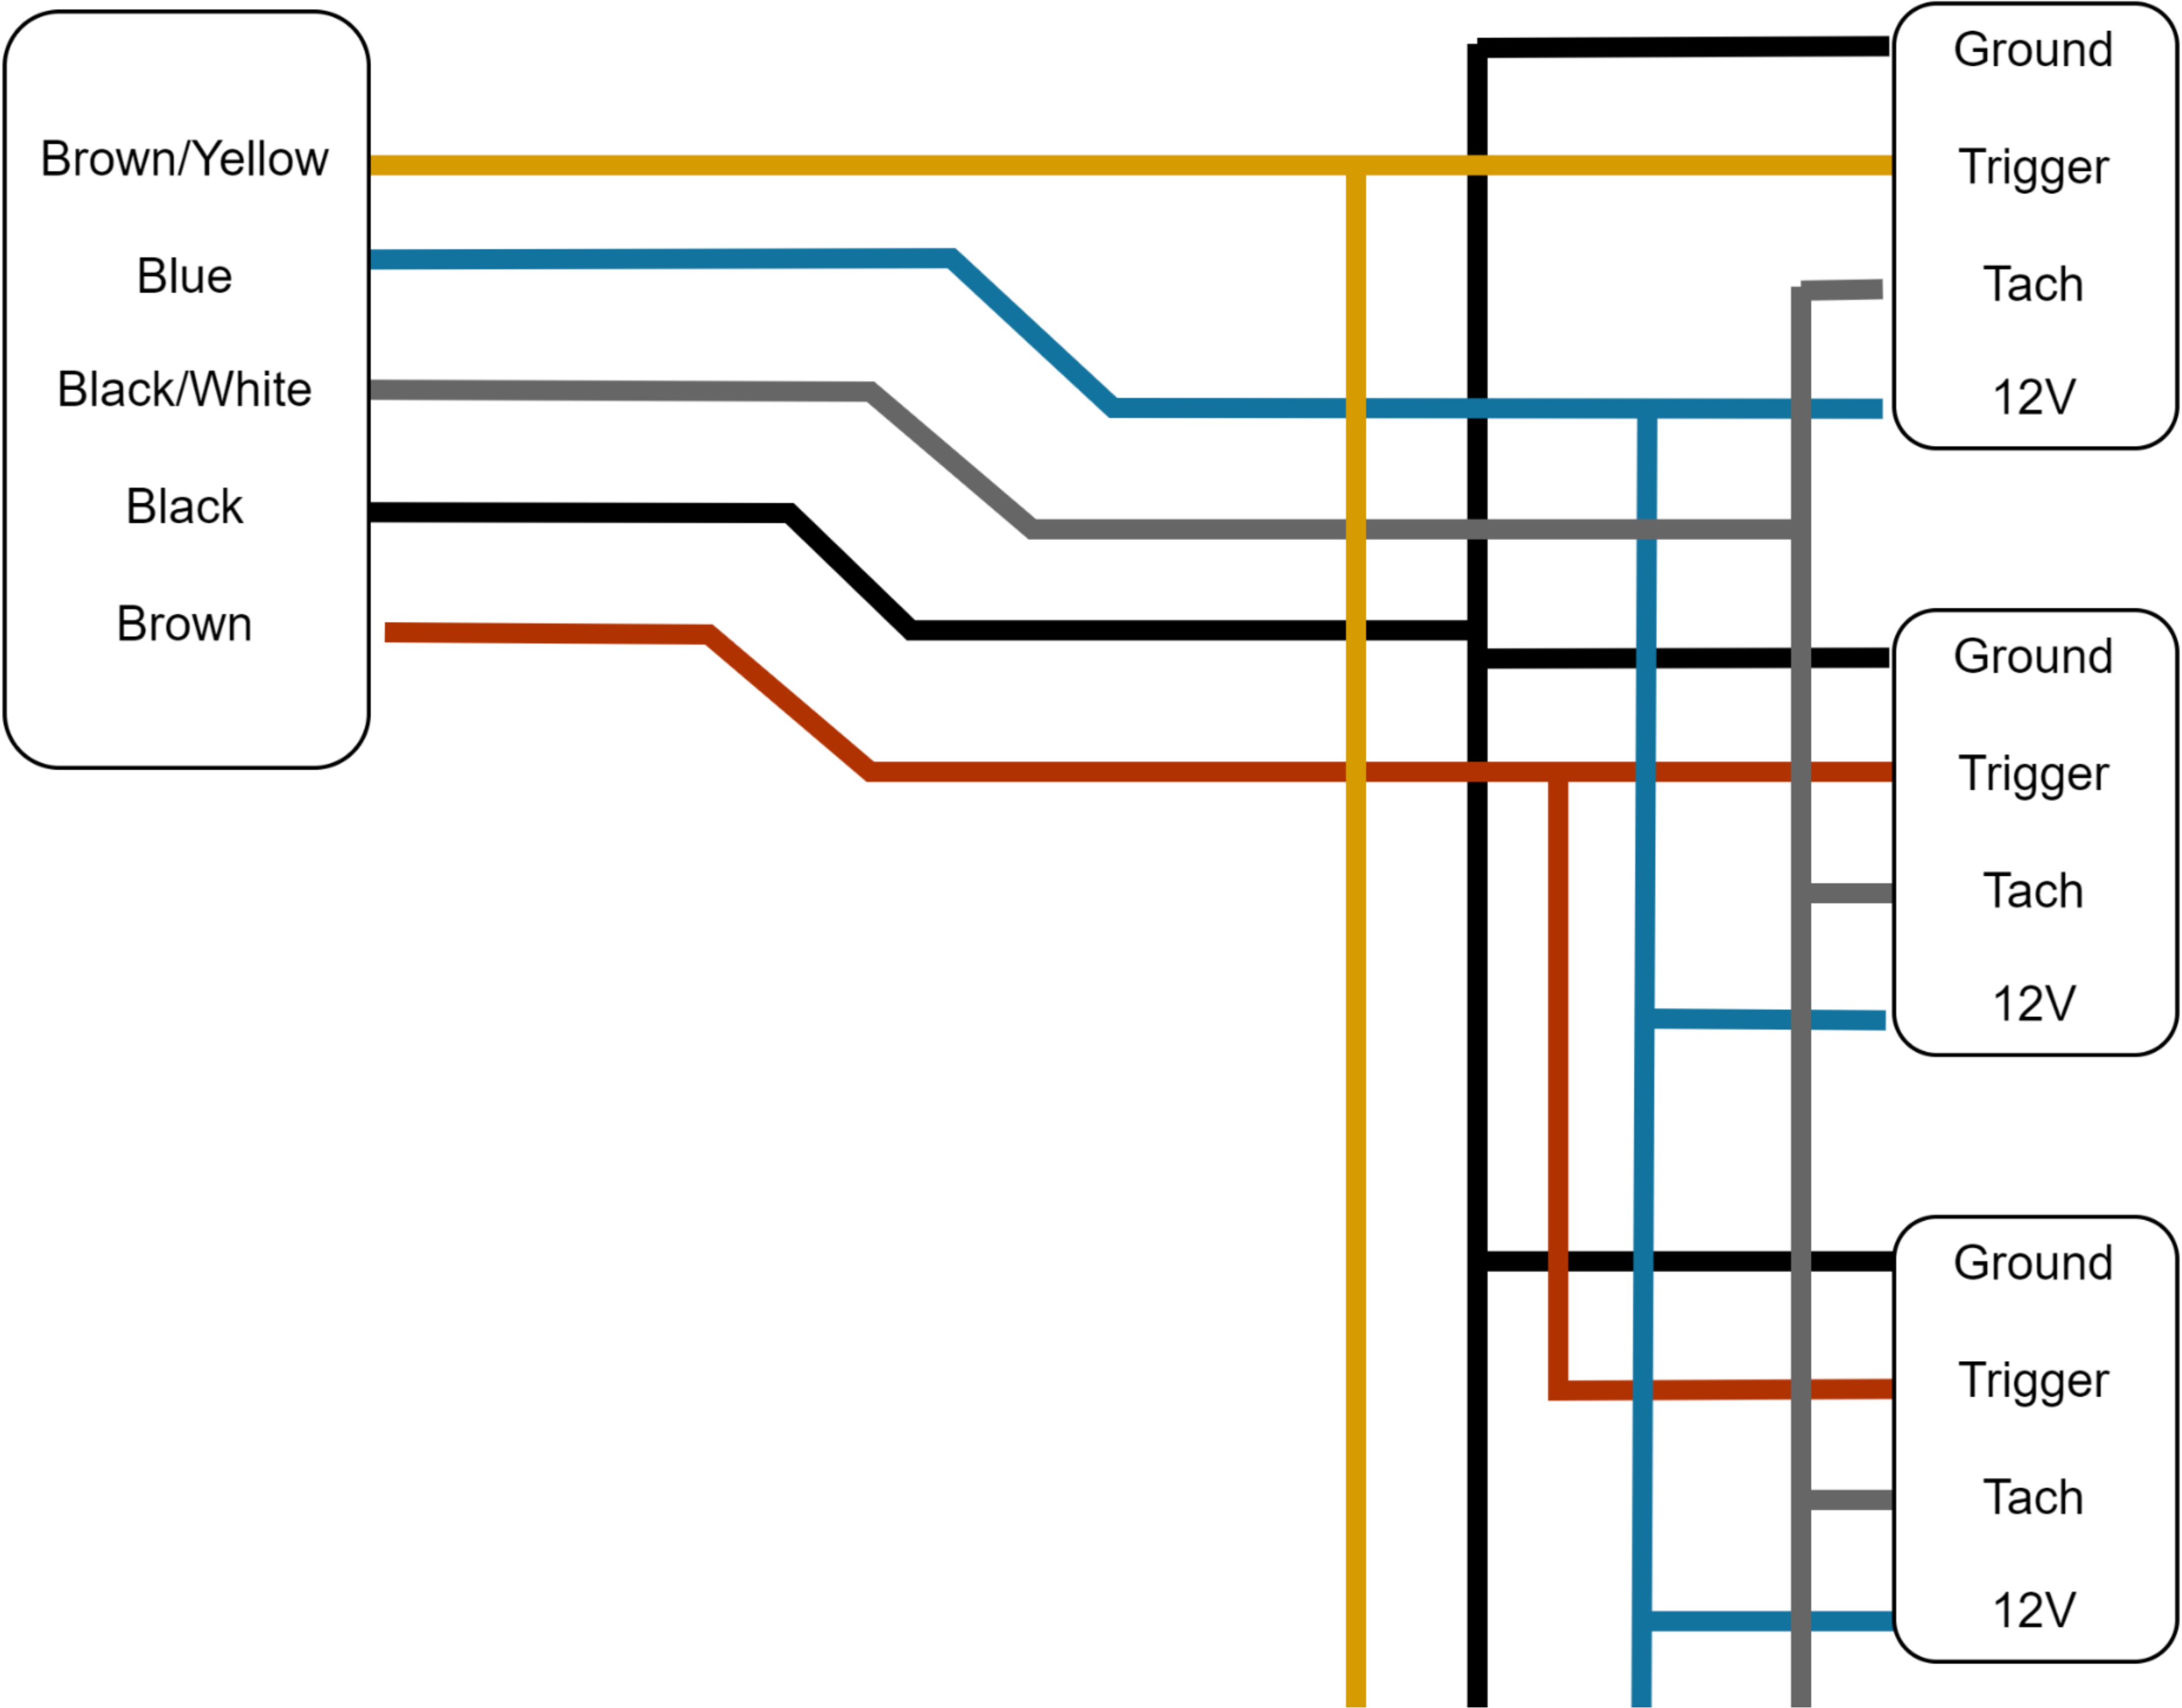 Brown/Yellow
Blue
Black/White
Black
Brown
Ground
Trigger
Tach
12V
Ground
Trigger
Tach
12V
Ground
Trigger
Tach
12V